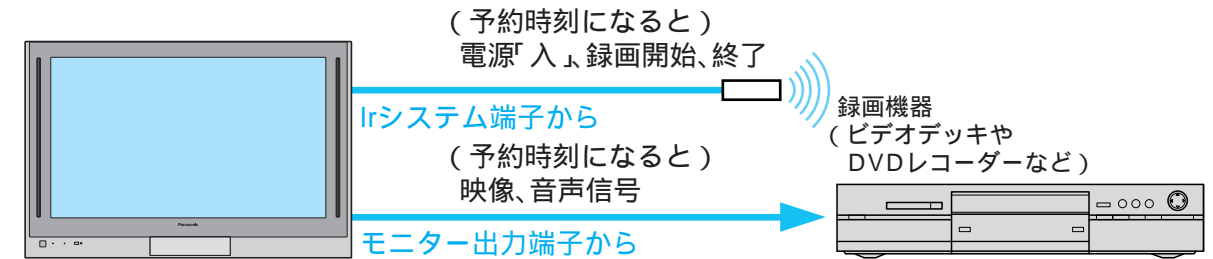 (予約時刻になると)
電源「入」、録画開始、終了
Irシステム端子から
録画機器
(ビデオデッキや
DVDレコーダーなど)
(予約時刻になると)
映像、音声信号
モニター出力端子から
Panasonic